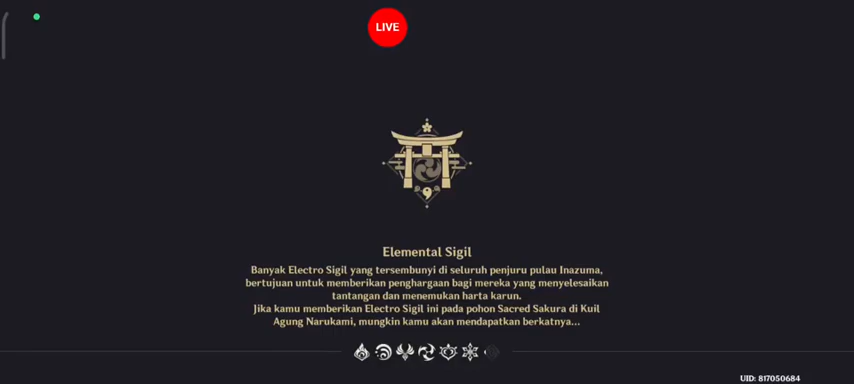 LIVE
Elemental Sigil
Banyak Electro Sigil yang tersembunyi di seluruh penjuru pulau Inazuma,
bertujuan untuk memberikan penghargaan bagi mereka yang menyelesaikan
tantangan dan menemukan harta karun.
Jika kamu memberikan Electro Sigil ini pada pohon Sacred Sakura di Kuil
Agung Narukami, mungkin kamu akan mendapatkan berkatnya...
UID: 817050684